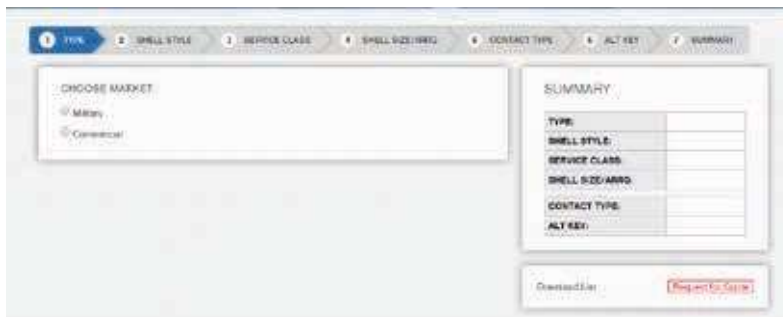 1 TYPE 2 SHELL STYLE 3 SERVICE CLASS 4 SHELL SIZE/ARRG 5 CONTACT TYPE 6 ALT KEY 7 SUMMARY
CHOOSE MARKET
Military
Commercial
SUMMARY
TYPE:
SHELL STYLE:
SERVICE CLASS:
SHELL SIZE/ARRG:
CONTACT TYPE:
ALT KEY:
Request for Quote